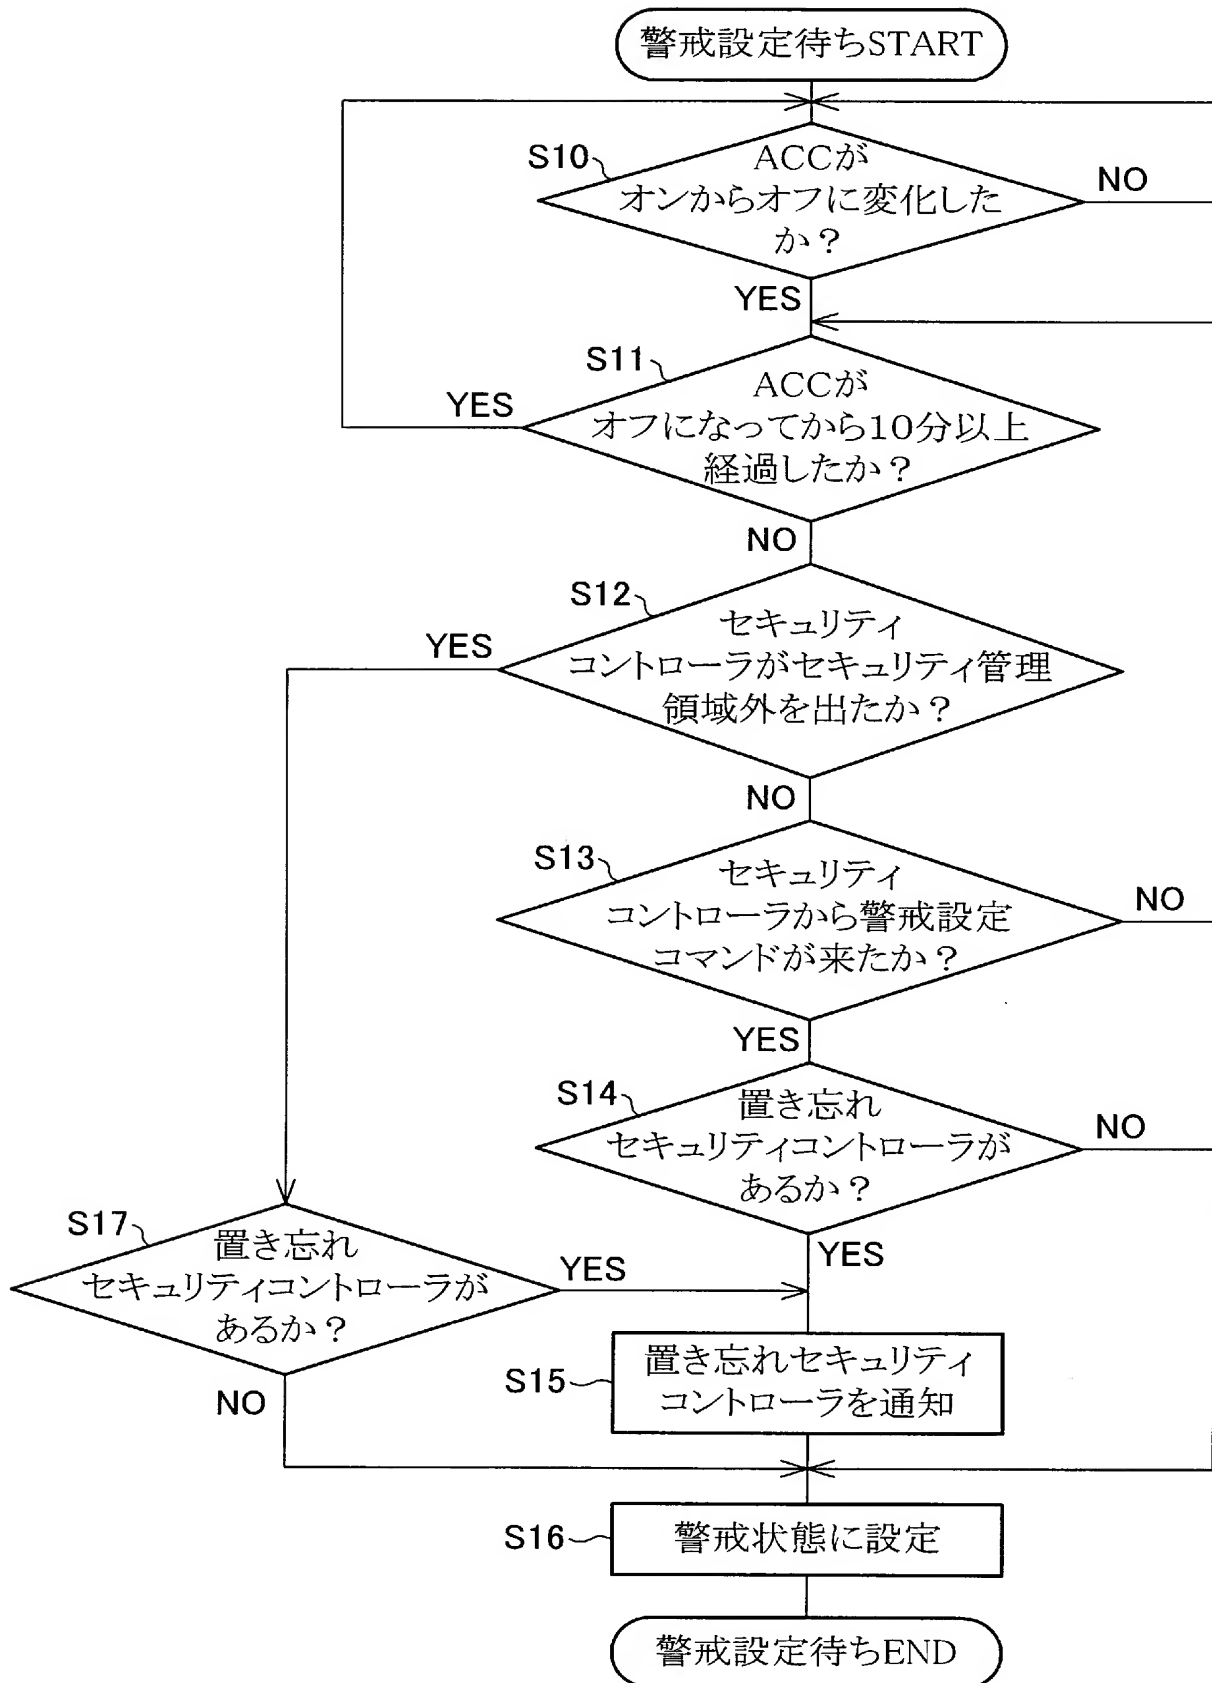 警戒設定待ちSTART
S10
ACCが
オンからオフに変化した
か？
NO
YES
S11
ACCが
オフになってから10分以上
経過したか？
YES
NO
S12
セキュリティ
コントローラがセキュリティ管理
領域外を出たか？
YES
NO
S13
セキュリティ
コントローラから警戒設定
コマンドが来たか？
NO
YES
S14
置き忘れ
セキュリティコントローラが
あるか？
NO
YES
S17
置き忘れ
セキュリティコントローラが
あるか？
YES
NO
S15
置き忘れセキュリティ
コントローラを通知
S16
警戒状態に設定
警戒設定待ちEND